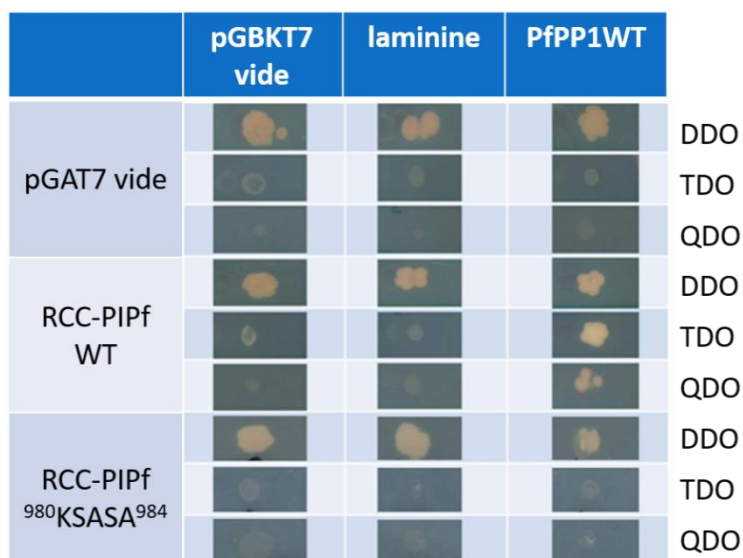 pGBKT7 laminine PfPP1WT
vide
DDO
pGAT7 vide TDO
QDO
DDO
RCC-PIPf
WT
TDO
QDO
DDO
RCC-PIPf
⁹⁸⁰KSASA⁹⁸⁴
TDO
QDO